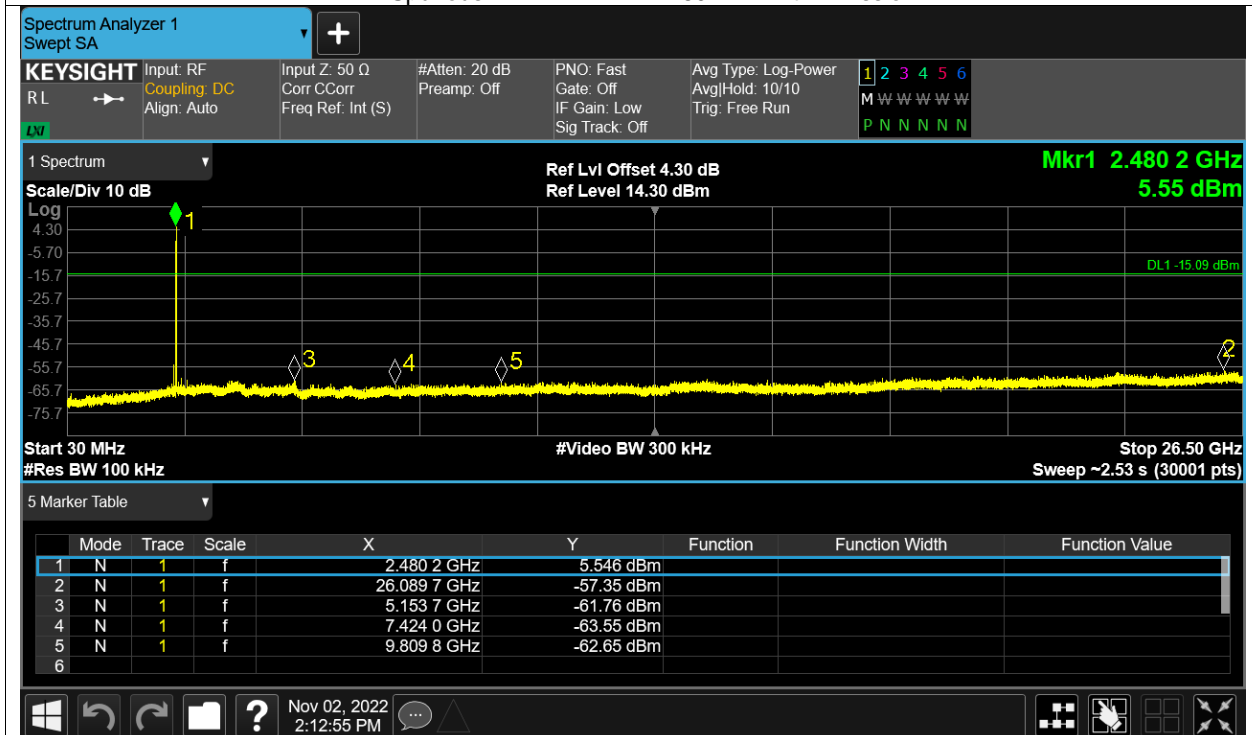 Spectrum Analyzer 1
Swept SA
KEYSIGHT Input: RF Input Z: 50 Ω #Atten: 20 dB PNO: Fast Avg Type: Log-Power 1 2 3 4 5 6
RL Coupling: DC Corr CCorr Preamp: Off Gate: Off Avg|Hold: 10/10 M W W W W W
Align: Auto Freq Ref: Int (S) IF Gain: Low Trig: Free Run
LXI Sig Track: Off P N N N N N
1 Spectrum Ref Lvl Offset 4.30 dB Mkr1 2.480 2 GHz
Scale/Div 10 dB Ref Level 14.30 dBm 5.55 dBm
Log
1
4.30
-5.70
DL1 -15.09 dBm
-15.7
-25.7
-35.7
-45.7
2
3 4 5
-55.7
-65.7
-75.7
Start 30 MHz #Video BW 300 kHz Stop 26.50 GHz
#Res BW 100 kHz Sweep ~2.53 s (30001 pts)
5 Marker Table
Mode Trace Scale X Y Function Function Width Function Value
1 N 1 f 2.480 2 GHz 5.546 dBm
2 N 1 f 26.089 7 GHz -57.35 dBm
3 N 1 f 5.153 7 GHz -61.76 dBm
4 N 1 f 7.424 0 GHz -63.55 dBm
5 N 1 f 9.809 8 GHz -62.65 dBm
6
? Nov 02, 2022
2:12:55 PM